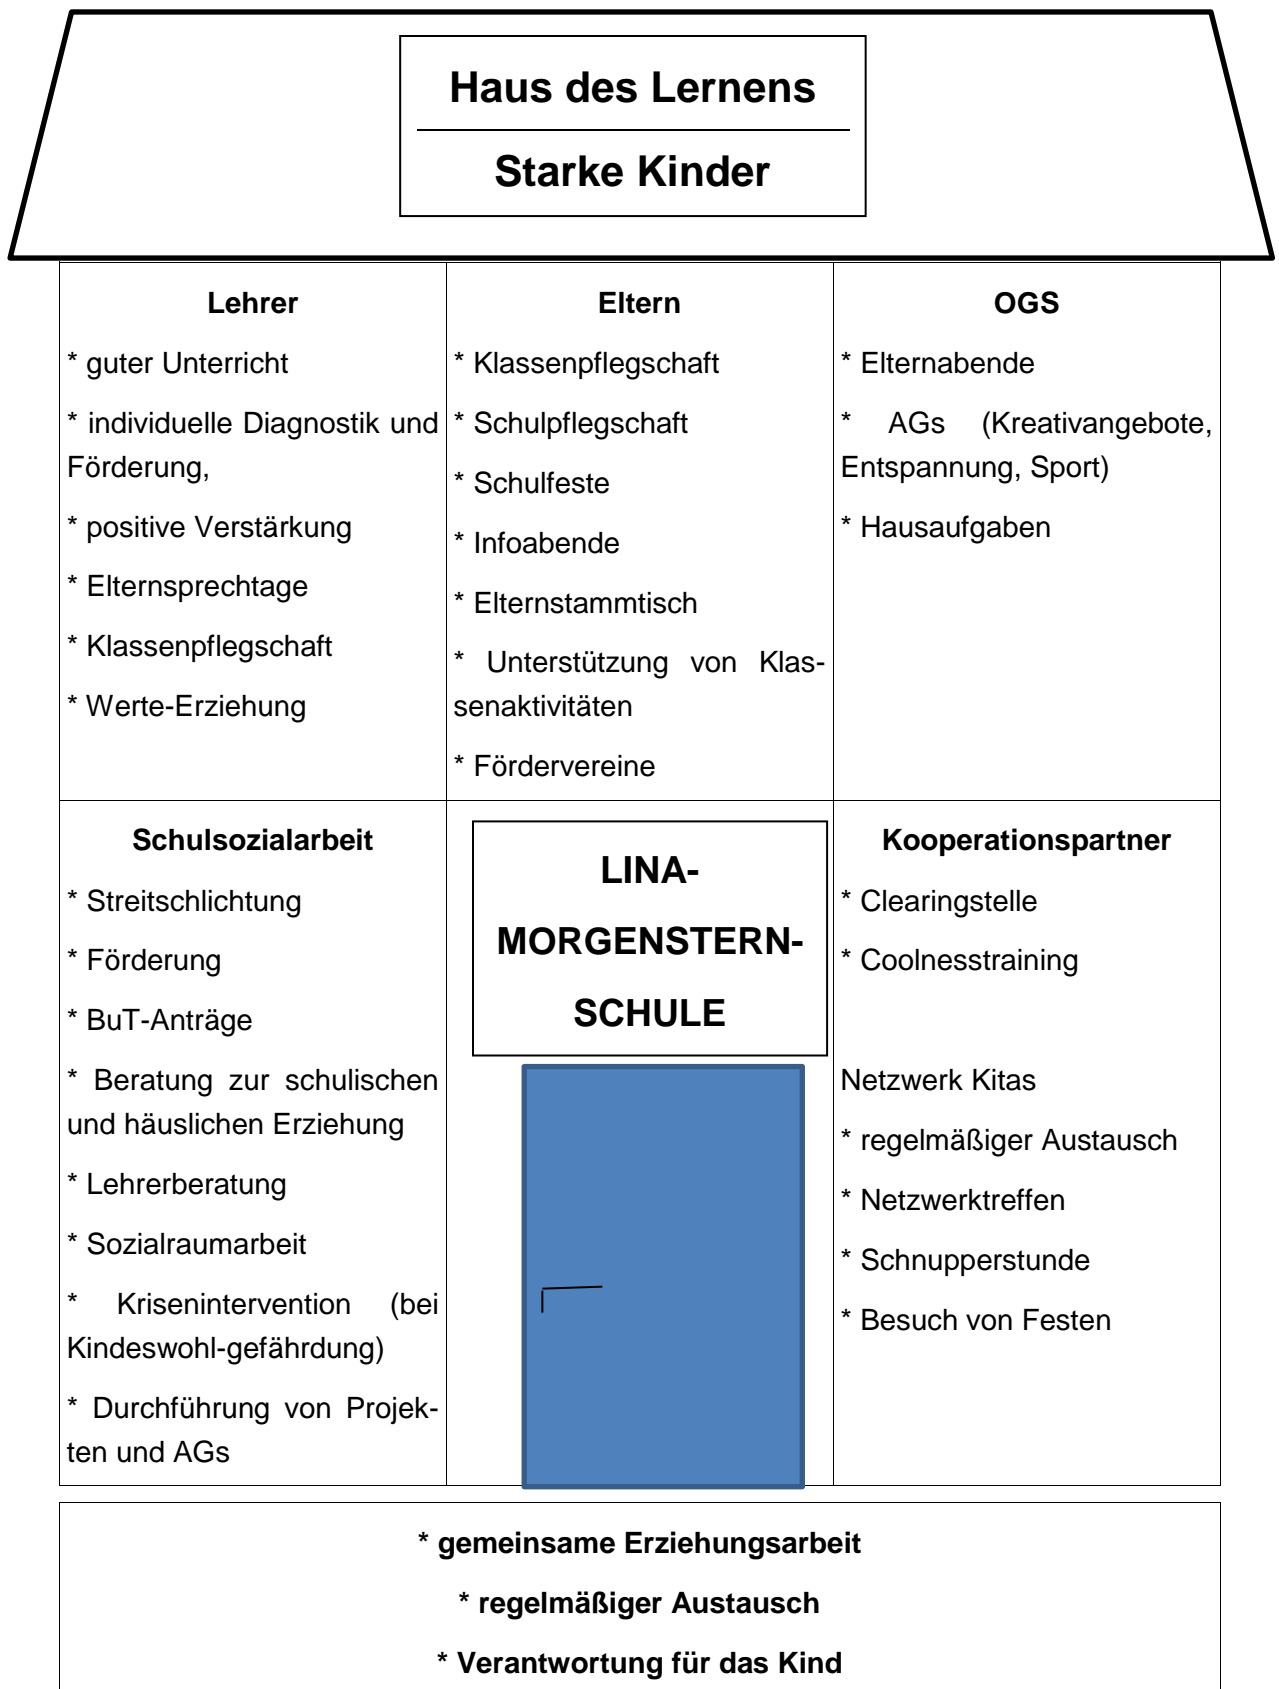 Haus des Lernens
Starke Kinder
Lehrer
* guter Unterricht
* individuelle Diagnostik und
Förderung,
* positive Verstärkung
* Elternsprechtage
* Klassenpflegschaft
* Werte-Erziehung
Eltern
* Klassenpflegschaft
* Schulpflegschaft
* Schulfeste
* Infoabende
* Elternstammtisch
* Unterstützung von Klas-
senaktivitäten
* Fördervereine
OGS
* Elternabende
* AGs (Kreativangebote,
Entspannung, Sport)
* Hausaufgaben
Schulsozialarbeit
* Streitschlichtung
* Förderung
* BuT-Anträge
* Beratung zur schulischen
und häuslichen Erziehung
* Lehrerberatung
* Sozialraumarbeit
* Krisenintervention (bei
Kindeswohl-gefährdung)
* Durchführung von Projek-
ten und AGs
LINA-
MORGENSTERN-
SCHULE
Kooperationspartner
* Clearingstelle
* Coolnesstraining
Netzwerk Kitas
* regelmäßiger Austausch
* Netzwerktreffen
* Schnupperstunde
* Besuch von Festen
* gemeinsame Erziehungsarbeit
* regelmäßiger Austausch
* Verantwortung für das Kind